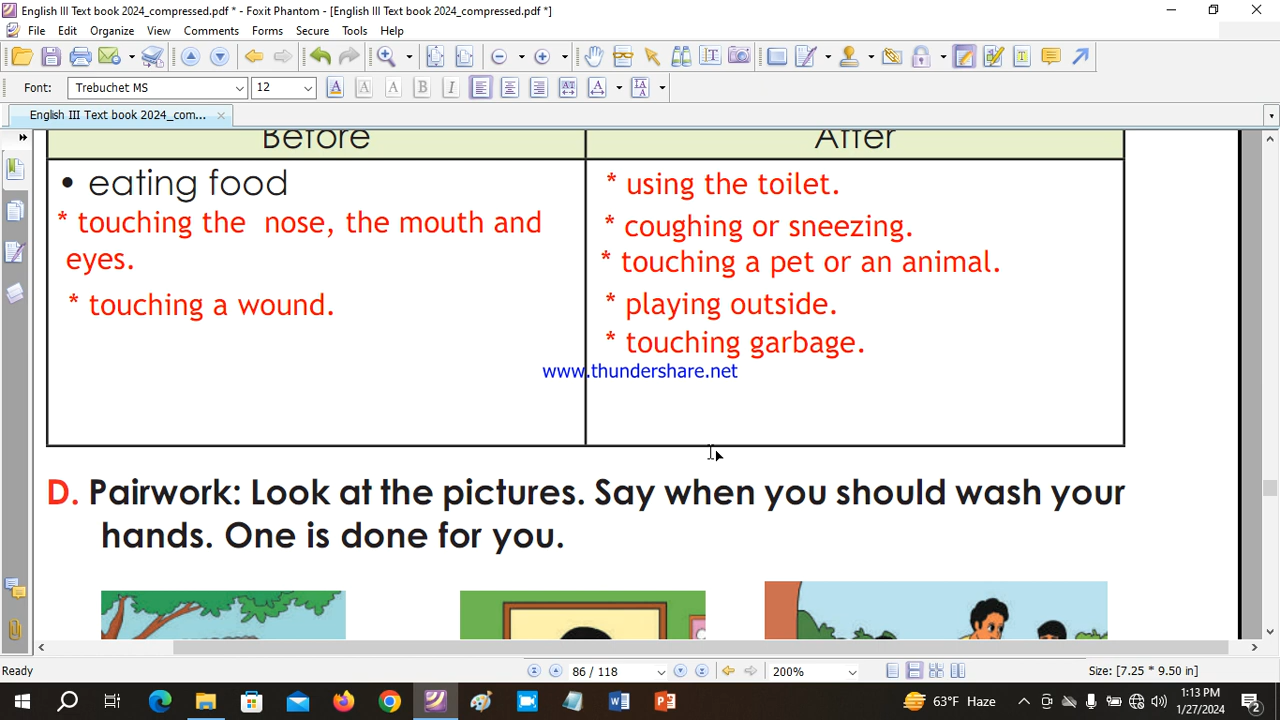 English III Text book 2024_compressed.pdf * - Foxit Phantom - [English III Text book 2024_compressed.pdf *]
File Edit View Organize Comments Forms Secure Tools Help
Font: Trebuchet MS 12
English III Text book 2024_com...
Before After
• eating food
* touching the nose, the mouth and
eyes.
* touching a wound.
* using the toilet.
* coughing or sneezing.
* touching a pet or an animal.
* playing outside.
* touching garbage.
www.thundershare.net
D. Pairwork: Look at the pictures. Say when you should wash your
hands. One is done for you.
Ready 86 / 118 200% Size: [7.25 * 9.50 in]
63°F Haze 1:13 PM
1/27/2024
2